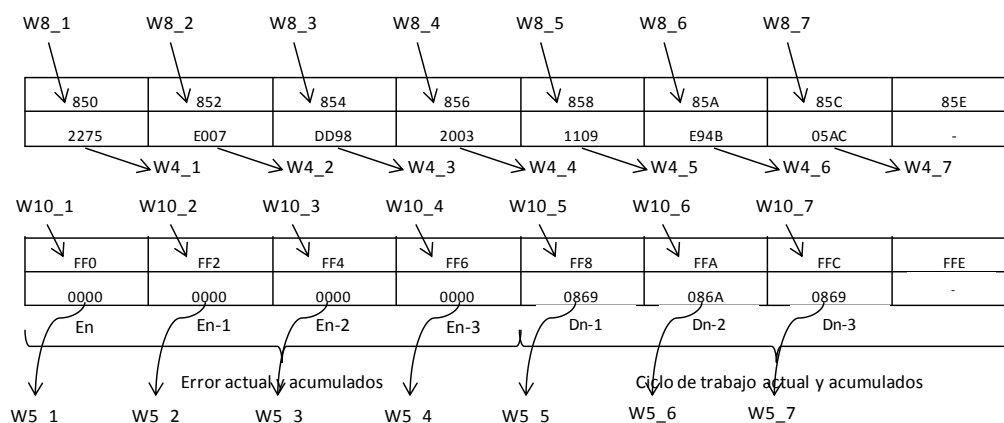 W8_1 W8_2 W8_3 W8_4 W8_5 W8_6 W8_7
850 852 854 856 858 85A 85C 85E
2275 E007 DD98 2003 1109 E94B 05AC -
W4_1 W4_2 W4_3 W4_4 W4_5 W4_6 W4_7
W10_1 W10_2 W10_3 W10_4 W10_5 W10_6 W10_7
FF0 FF2 FF4 FF6 FF8 FFA FFC FFE
0000 0000 0000 0000 0869 086A 0869 -
En En-1 En-2 En-3 Dn-1 Dn-2 Dn-3
Error actual y acumulados Ciclo de trabajo actual y acumulados
W5_1 W5_2 W5_3 W5_4 W5_5 W5_6 W5_7